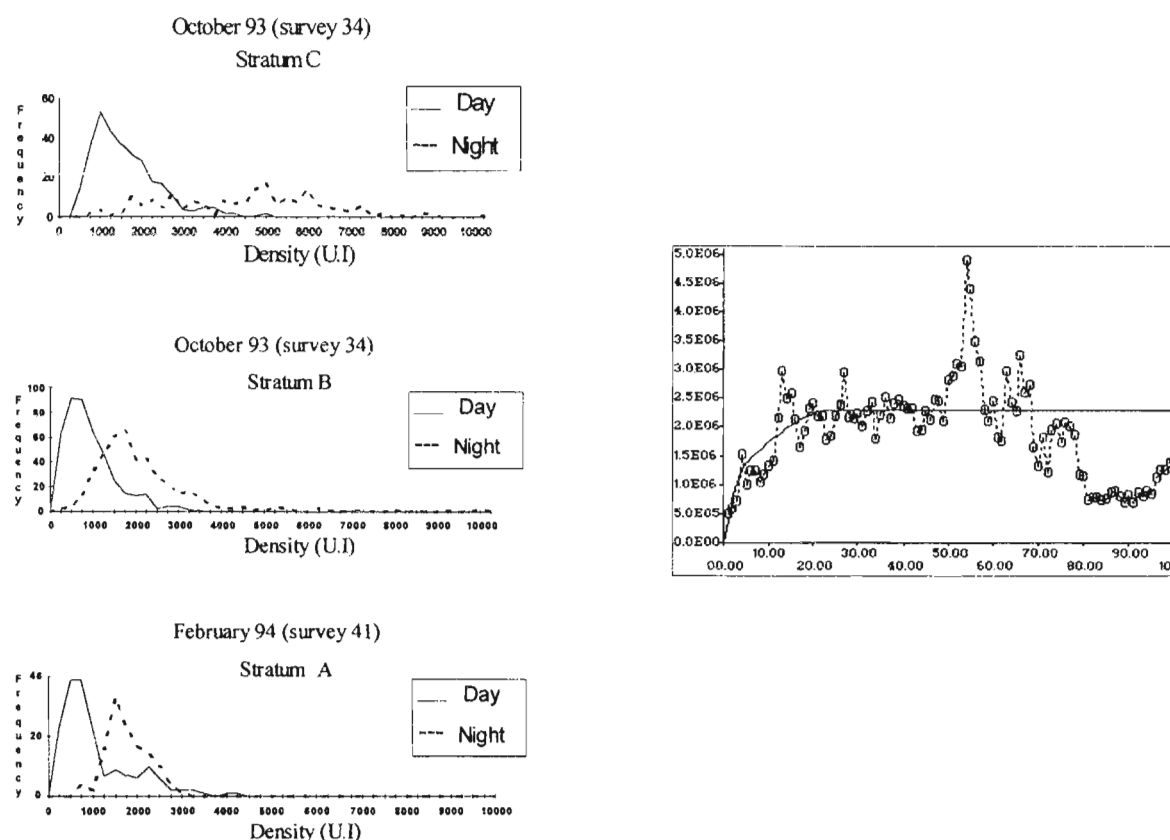 October 93 (survey 34)
Stratum C
Frequency
60
40
20
0
Day
Night
0 1000 2000 3000 4000 5000 6000 7000 8000 9000 10000
Density (U.I)
October 93 (survey 34)
Stratum B
Frequency
100
80
60
40
20
0
Day
Night
0 1000 2000 3000 4000 5000 6000 7000 8000 9000 10000
Density (U.I)
February 94 (survey 41)
Stratum A
Frequency
20
0
Day
Night
0 1000 2000 3000 4000 5000 6000 7000 8000 9000 10000
Density (U.I)
5.0E06
4.5E06
4.0E06
3.5E06
3.0E06
2.5E06
2.0E06
1.5E06
1.0E06
5.0E05
0.0E00
10.00 30.00 50.00 70.00 90.00
00.00 20.00 40.00 60.00 80.00 10